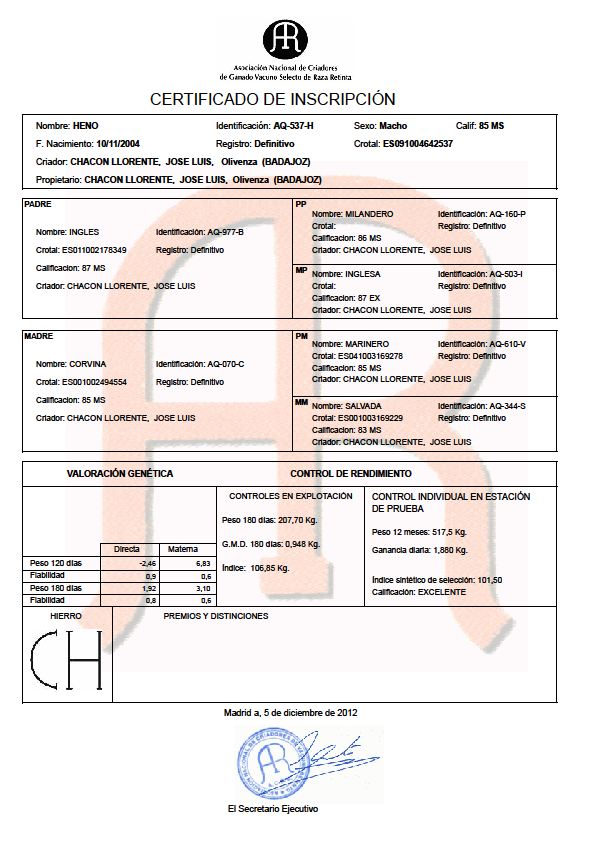 AR
Asociación Nacional de Criadores
de Ganado Vacuno Selecto de Raza Retinta
CERTIFICADO DE INSCRIPCIÓN
Nombre: HENO Identificación: AQ-537-H Sexo: Macho Calif: 85 MS
F. Nacimiento: 10/11/2004 Registro: Definitivo Crotal: ES091004642537
Criador: CHACON LLORENTE, JOSE LUIS, Olivenza (BADAJOZ)
Propietario: CHACON LLORENTE, JOSE LUIS, Olivenza (BADAJOZ)
PADRE
Nombre: INGLES Identificación: AQ-977-B
Crotal: ES011002178349 Registro: Definitivo
Calificacion: 87 MS
Criador: CHACON LLORENTE, JOSE LUIS
PP
Nombre: MILANDERO Identificación: AQ-160-P
Crotal: Registro: Definitivo
Calificacion: 86 MS
Criador: CHACON LLORENTE, JOSE LUIS
MP
Nombre: INGLESA Identificación: AQ-503-I
Crotal: Registro: Definitivo
Calificacion: 87 EX
Criador: CHACON LLORENTE, JOSE LUIS
MADRE
Nombre: CORVINA Identificación: AQ-070-C
Crotal: ES001002494554 Registro: Definitivo
Calificacion: 85 MS
Criador: CHACON LLORENTE, JOSE LUIS
PM
Nombre: MARINERO Identificación: AQ-610-V
Crotal: ES041003169278 Registro: Definitivo
Calificacion: 85 MS
Criador: CHACON LLORENTE, JOSE LUIS
MM
Nombre: SALVADA Identificación: AQ-344-S
Crotal: ES001003169229 Registro: Definitivo
Calificacion: 83 MS
Criador: CHACON LLORENTE, JOSE LUIS
VALORACIÓN GENÉTICA CONTROL DE RENDIMIENTO
Directa Materna
Peso 120 días -2,46 6,83
Fiabilidad 0,9 0,6
Peso 180 días 1,92 3,10
Fiabilidad 0,8 0,6
CONTROLES EN EXPLOTACIÓN
Peso 180 días: 207,70 Kg.
G.M.D. 180 días: 0,948 Kg.
Índice: 106,85 Kg.
CONTROL INDIVIDUAL EN ESTACIÓN
DE PRUEBA
Peso 12 meses: 517,5 Kg.
Ganancia diaria: 1,880 Kg.
Índice sintético de selección: 101,50
Calificación: EXCELENTE
HIERRO PREMIOS Y DISTINCIONES
CH
Madrid a, 5 de diciembre de 2012
AR
El Secretario Ejecutivo